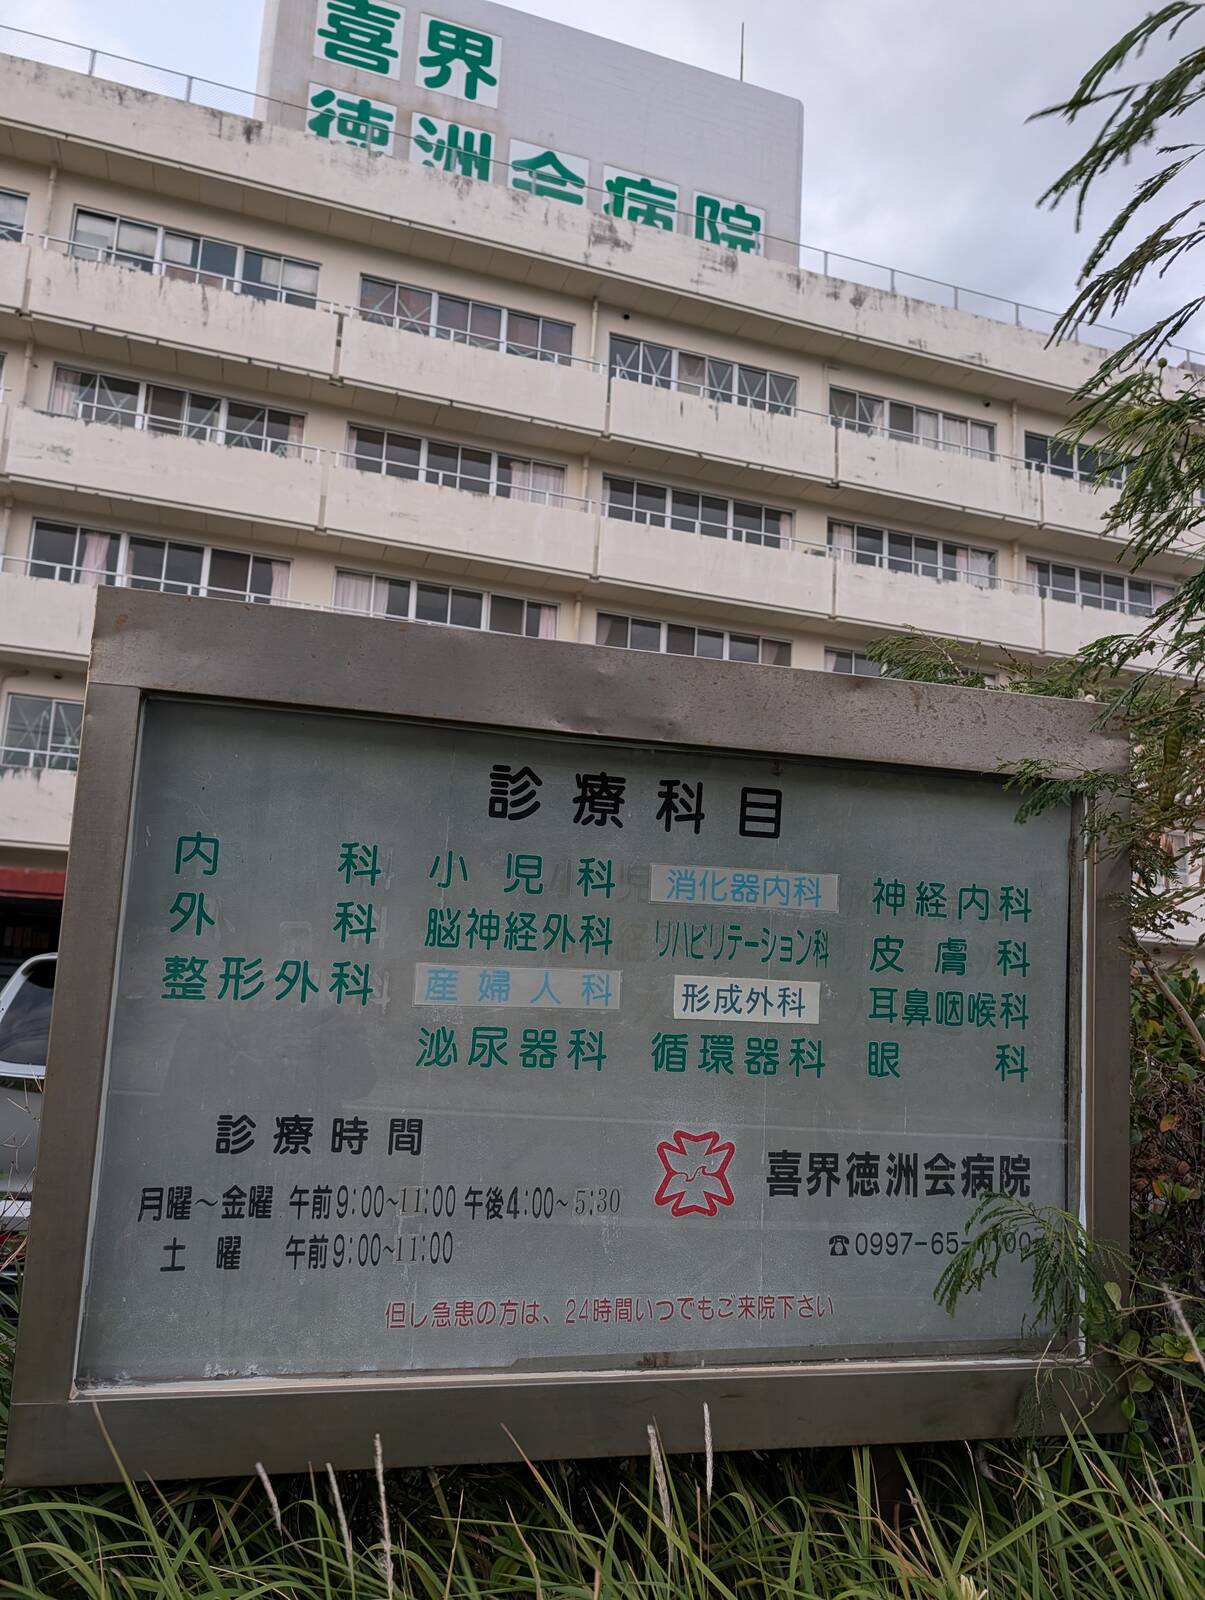 喜界
徳洲会病院
診療科目
内科 小児科 消化器内科 神経内科
外科 脳神経外科 リハビリテーション科 皮膚科
整形外科 産婦人科 形成外科 耳鼻咽喉科
泌尿器科 循環器科 眼科
診療時間
月曜～金曜 午前9:00~11:00 午後4:00~5:30
土曜 午前9:00~11:00
喜界徳洲会病院
☎0997-65-
但し急患の方は、24時間いつでもご来院下さい